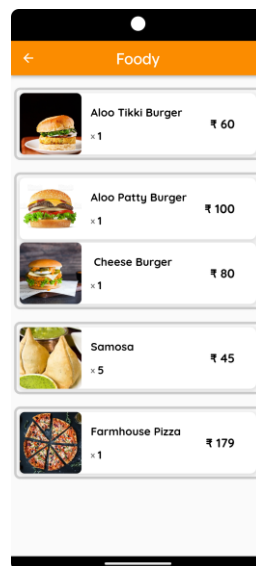 Foody
Aloo Tikki Burger
× 1
₹ 60
Aloo Patty Burger
× 1
₹ 100
Cheese Burger
× 1
₹ 80
Samosa
× 5
₹ 45
Farmhouse Pizza
× 1
₹ 179